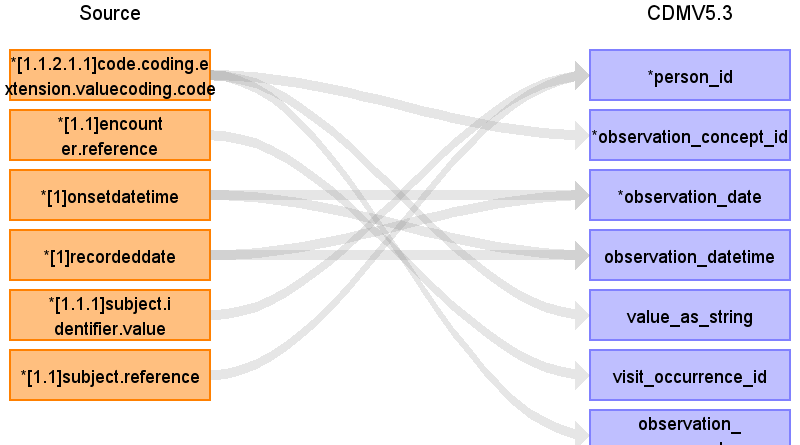 Source
CDMV5.3
*[1.1.2.1.1]code.coding.e
xtension.valuecoding.code
*[1.1]encount
er.reference
*[1]onsetdatetime
*[1]recordeddate
*[1.1.1]subject.i
dentifier.value
*[1.1]subject.reference
*person_id
*observation_concept_id
*observation_date
observation_datetime
value_as_string
visit_occurrence_id
observation_